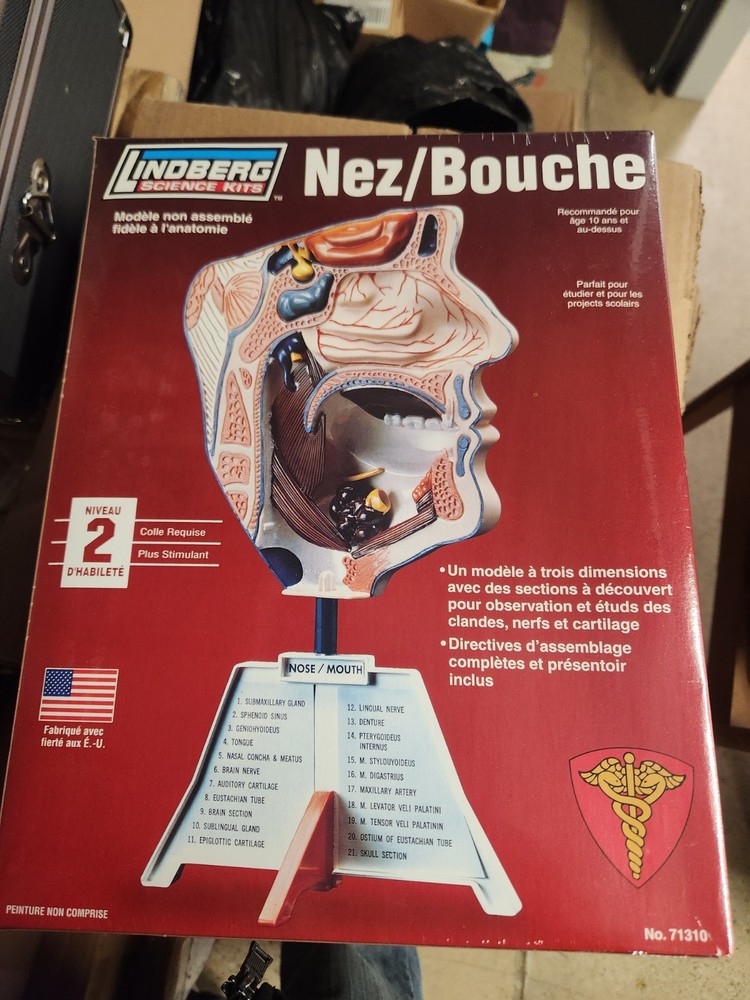 LINDBERG
SCIENCE KITS
TM
Nez/Bouche
Modèle non assemblé
fidèle à l'anatomie
Recommandé pour
âge 10 ans et
au-dessus
Parfait pour
étudier et pour les
projects scolairs
NIVEAU
2
D'HABILETÉ
Colle Requise
Plus Stimulant
• Un modèle à trois dimensions
avec des sections à découvert
pour observation et étuds des
clandes, nerfs et cartilage
• Directives d'assemblage
complètes et présentoir
inclus
Fabriqué avec
fierté aux É.-U.
NOSE / MOUTH
1. SUBMAXILLARY GLAND
2. SPHENOID SINUS
3. GENIOHYOIDEUS
4. TONGUE
5. NASAL CONCHA & MEATUS
6. BRAIN NERVE
7. AUDITORY CARTILAGE
8. EUSTACHIAN TUBE
9. BRAIN SECTION
10. SUBLINGUAL GLAND
11. EPIGLOTTIC CARTILAGE
12. LINGUAL NERVE
13. DENTURE
14. PTERYGOIDEUS
INTERNUS
15. M. STYLOUYOIDEUS
16. M. DIGASTRIUS
17. MAXILLARY ARTERY
18. M. LEVATOR VELI PALATINI
19. M. TENSOR VELI PALATININ
20. OSTIUM OF EUSTACHIAN TUBE
21. SKULL SECTION
PEINTURE NON COMPRISE
No. 71310